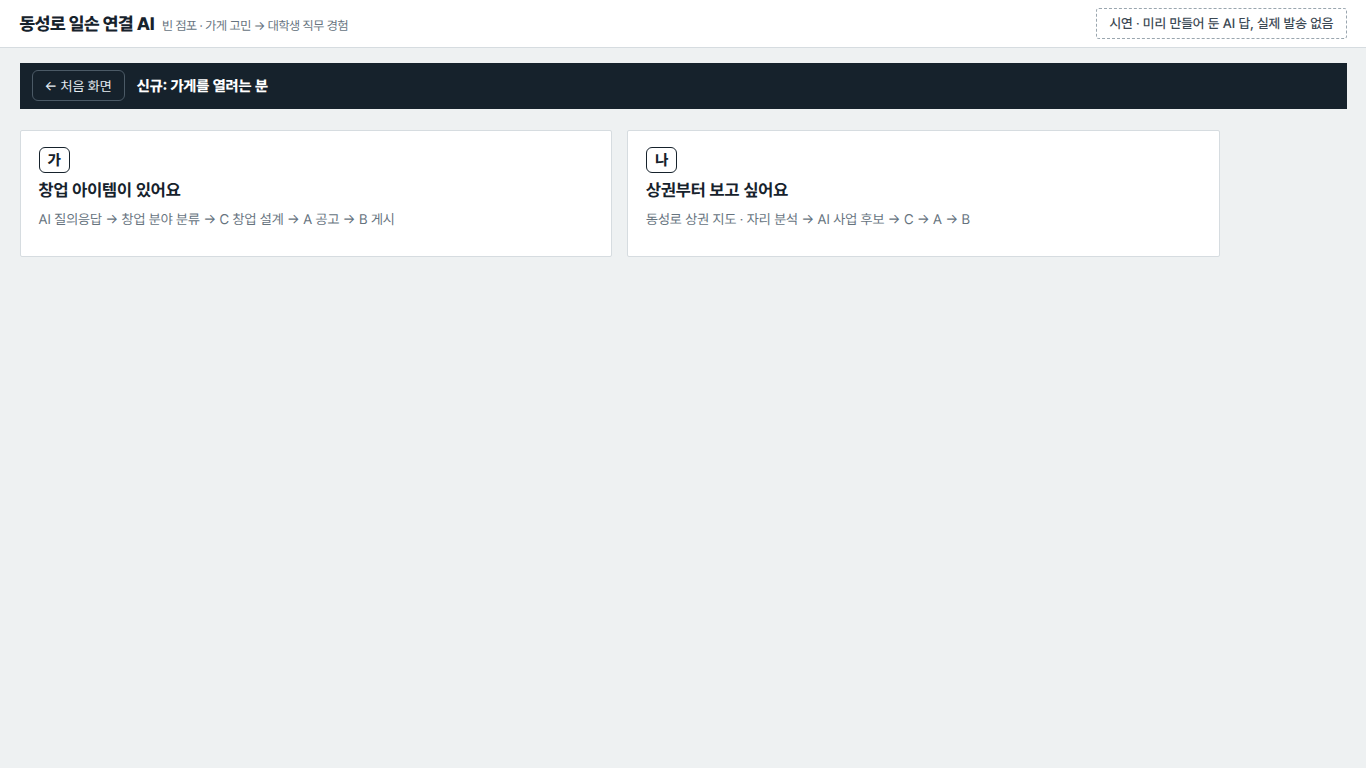 동성로 일손 연결 AI 빈 점포 · 가게 고민 → 대학생 직무 경험
시연 · 미리 만들어 둔 AI 답, 실제 발송 없음
← 처음 화면 신규: 가게를 열려는 분
가
창업 아이템이 있어요
AI 질의응답 → 창업 분야 분류 → C 창업 설계 → A 공고 → B 게시
나
상권부터 보고 싶어요
동성로 상권 지도 · 자리 분석 → AI 사업 후보 → C → A → B